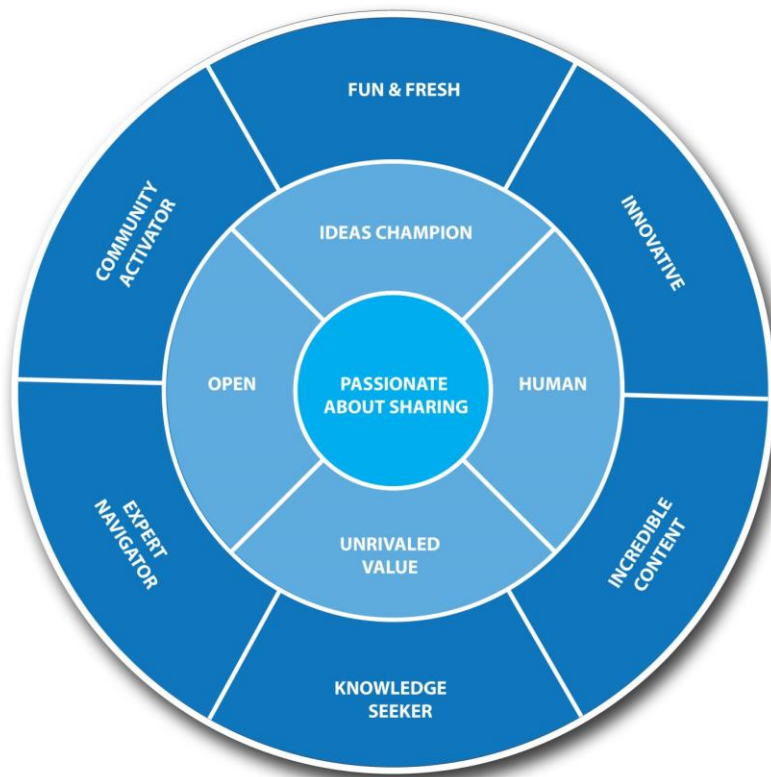 FUN & FRESH
COMMUNITY
ACTIVATOR
INNOVATIVE
IDEAS CHAMPION
OPEN
PASSIONATE
ABOUT SHARING
HUMAN
UNRIVALED
VALUE
EXPERT
NAVIGATOR
INCREDIBLE
CONTENT
KNOWLEDGE
SEEKER